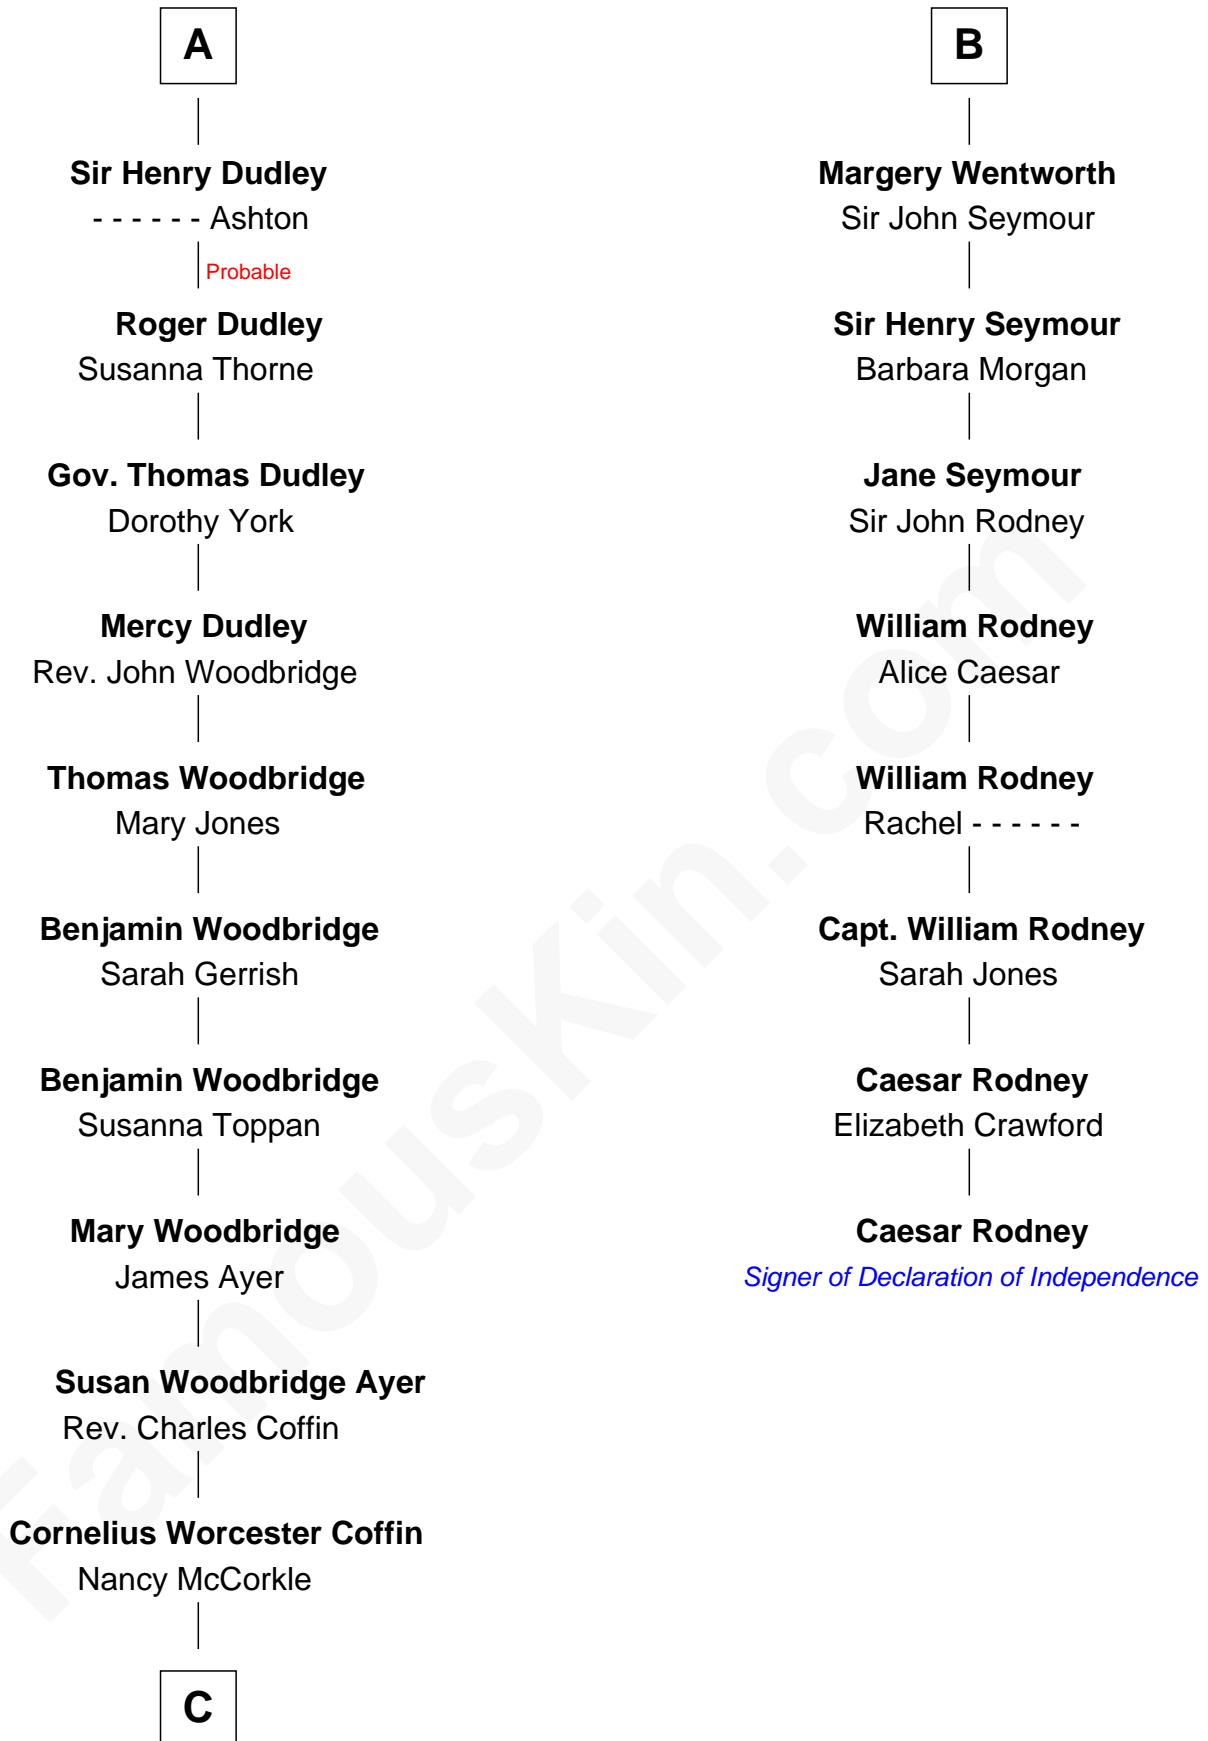 A
Sir Henry Dudley
- - - - - - Ashton
Probable
Roger Dudley
Susanna Thorne
Gov. Thomas Dudley
Dorothy York
Mercy Dudley
Rev. John Woodbridge
Thomas Woodbridge
Mary Jones
Benjamin Woodbridge
Sarah Gerrish
Benjamin Woodbridge
Susanna Toppan
Mary Woodbridge
James Ayer
Susan Woodbridge Ayer
Rev. Charles Coffin
Cornelius Worcester Coffin
Nancy McCorkle
C
B
Margery Wentworth
Sir John Seymour
Sir Henry Seymour
Barbara Morgan
Jane Seymour
Sir John Rodney
William Rodney
Alice Caesar
William Rodney
Rachel - - - - - -
Capt. William Rodney
Sarah Jones
Caesar Rodney
Elizabeth Crawford
Caesar Rodney
Signer of Declaration of Independence
FamousKin.com